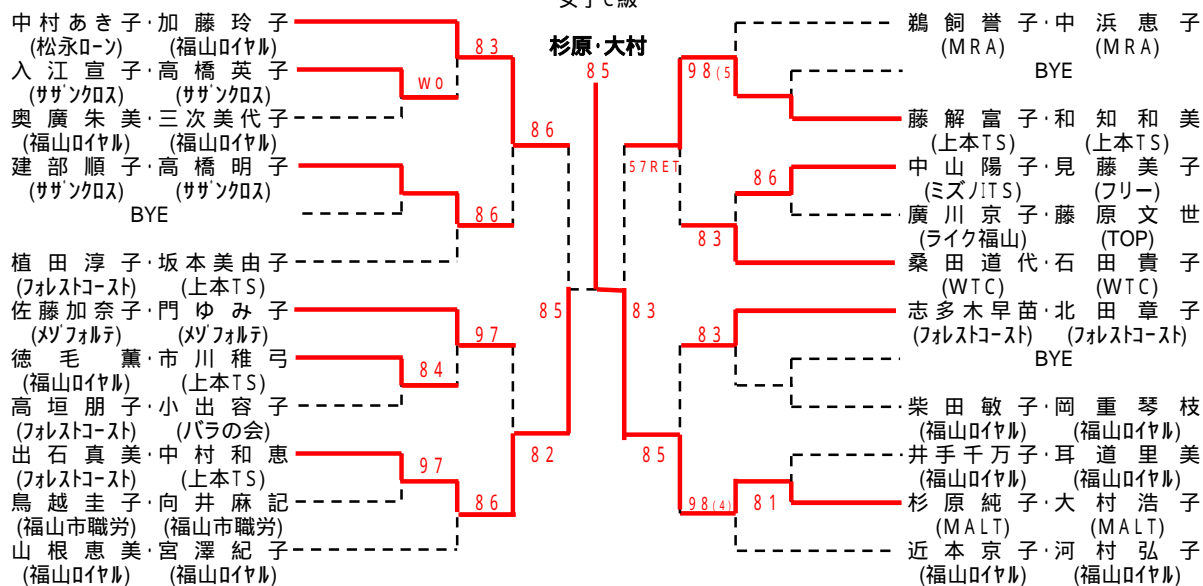 女子C級
杉原・大村
85
中村あき子・加藤玲子
(松永ローン) (福山ロイヤル)
入江宣子・高橋英子
(サザンクロス) (サザンクロス)
奥廣朱美・三次美代子
(福山ロイヤル) (福山ロイヤル)
建部順子・高橋明子
(サザンクロス) (サザンクロス)
BYE
植田淳子・坂本美由子
(フォレストコースト) (上本TS)
佐藤加奈子・門ゆみ子
(メゾフォルテ) (メゾフォルテ)
徳毛薫・市川稚弓
(福山ロイヤル) (上本TS)
高垣朋子・小出容子
(フォレストコースト) (バラの会)
出石真美・中村和恵
(フォレストコースト) (上本TS)
鳥越圭子・向井麻記
(福山市職労) (福山市職労)
山根恵美・宮澤紀子
(福山ロイヤル) (福山ロイヤル)
83
W0
86
86
85
97
84
82
97
86
鵜飼誉子・中浜恵子
(MRA) (MRA)
BYE
藤解富子・和知和美
(上本TS) (上本TS)
中山陽子・見藤美子
(ミズノITS) (フリー)
廣川京子・藤原文世
(ライク福山) (TOP)
桑田道代・石田貴子
(WTC) (WTC)
志多木早苗・北田章子
(フォレストコースト) (フォレストコースト)
BYE
柴田敏子・岡重琴枝
(福山ロイヤル) (福山ロイヤル)
井手千万子・耳道里美
(福山ロイヤル) (福山ロイヤル)
杉原純子・大村浩子
(MALT) (MALT)
近本京子・河村弘子
(福山ロイヤル) (福山ロイヤル)
98(5
57RET
86
83
83
83
85
98(4)
81